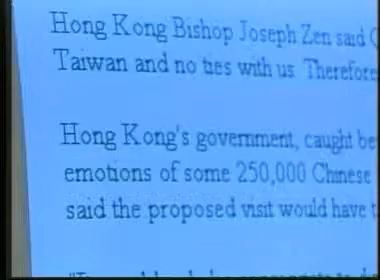 Hong Kong Bishop Joseph Zen said
Taiwan and no ties with us. Therefore
Hong Kong's government, caught be
emotions of some 250,000 Chinese
said the proposed visit would have t